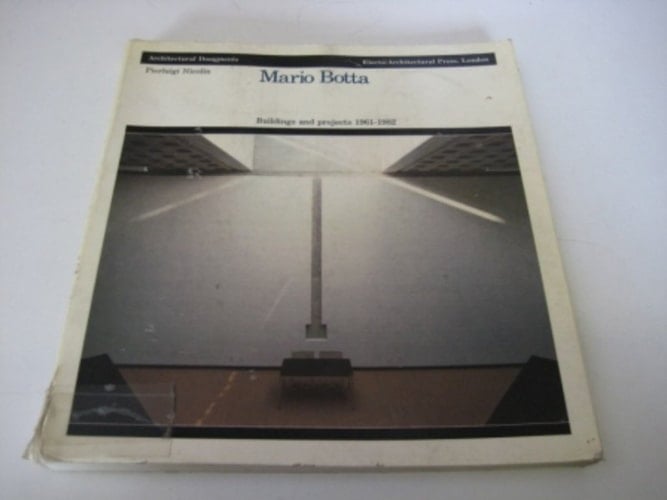 Architectural Documents
Electa/Architectural Press, London
Pierluigi Nicolin
Mario Botta
Buildings and projects 1961-1982